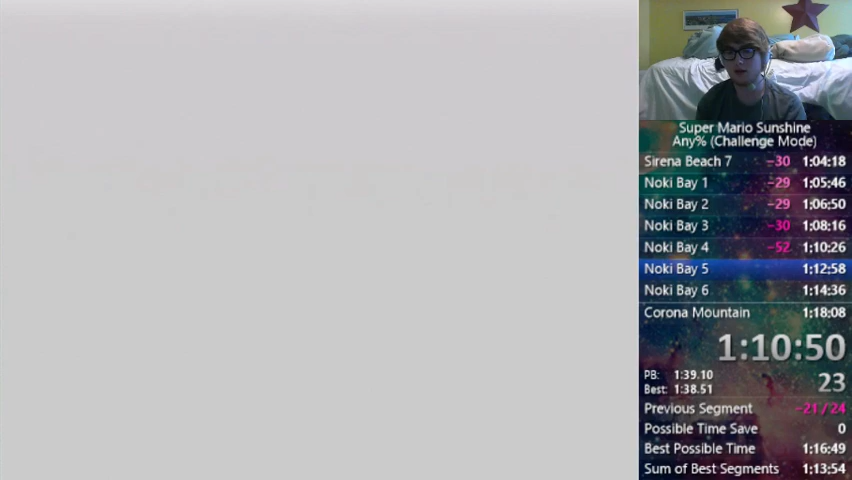 Super Mario Sunshine
Any% (Challenge Mode)
Sirena Beach 7 -30 1:04:18
Noki Bay 1 -29 1:05:46
Noki Bay 2 -29 1:06:50
Noki Bay 3 -30 1:08:16
Noki Bay 4 -52 1:10:26
Noki Bay 5 1:12:58
Noki Bay 6 1:14:36
Corona Mountain 1:18:08
1:10:50
PB: 1:39.10
Best: 1:38.51
23
Previous Segment -21 / 24
Possible Time Save 0
Best Possible Time 1:16:49
Sum of Best Segments 1:13:54